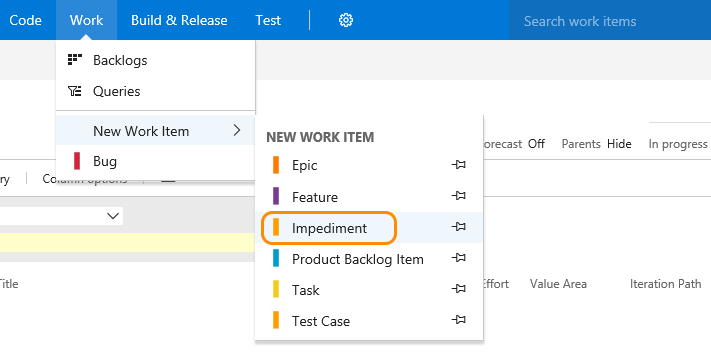 Code Work Build & Release Test Search work items
Backlogs
Queries
New Work Item
Bug
NEW WORK ITEM
Epic
Feature
Impediment
Product Backlog Item
Task
Test Case
Off Parents Hide In progress
Column options
Title Effort Value Area Iteration Path